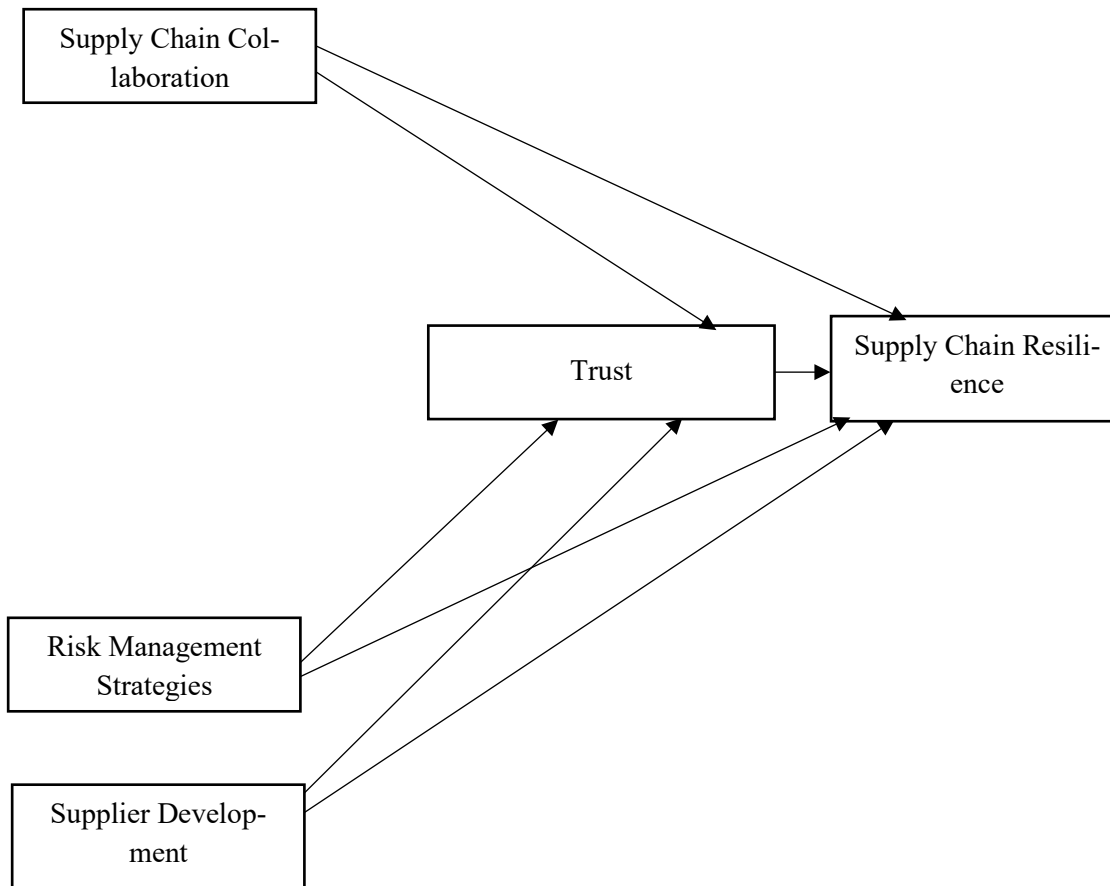 Supply Chain Col-
laboration
Trust
Supply Chain Resili-
ence
Risk Management
Strategies
Supplier Develop-
ment